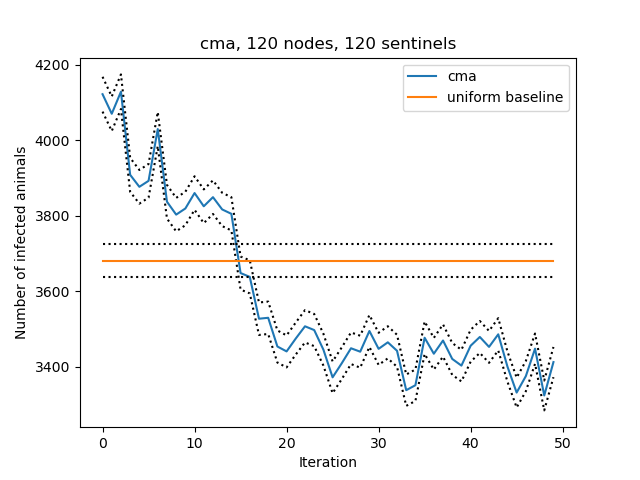 cma, 120 nodes, 120 sentinels
cma
uniform baseline
4200
4000
3800
3600
3400
Number of infected animals
0 10 20 30 40 50
Iteration